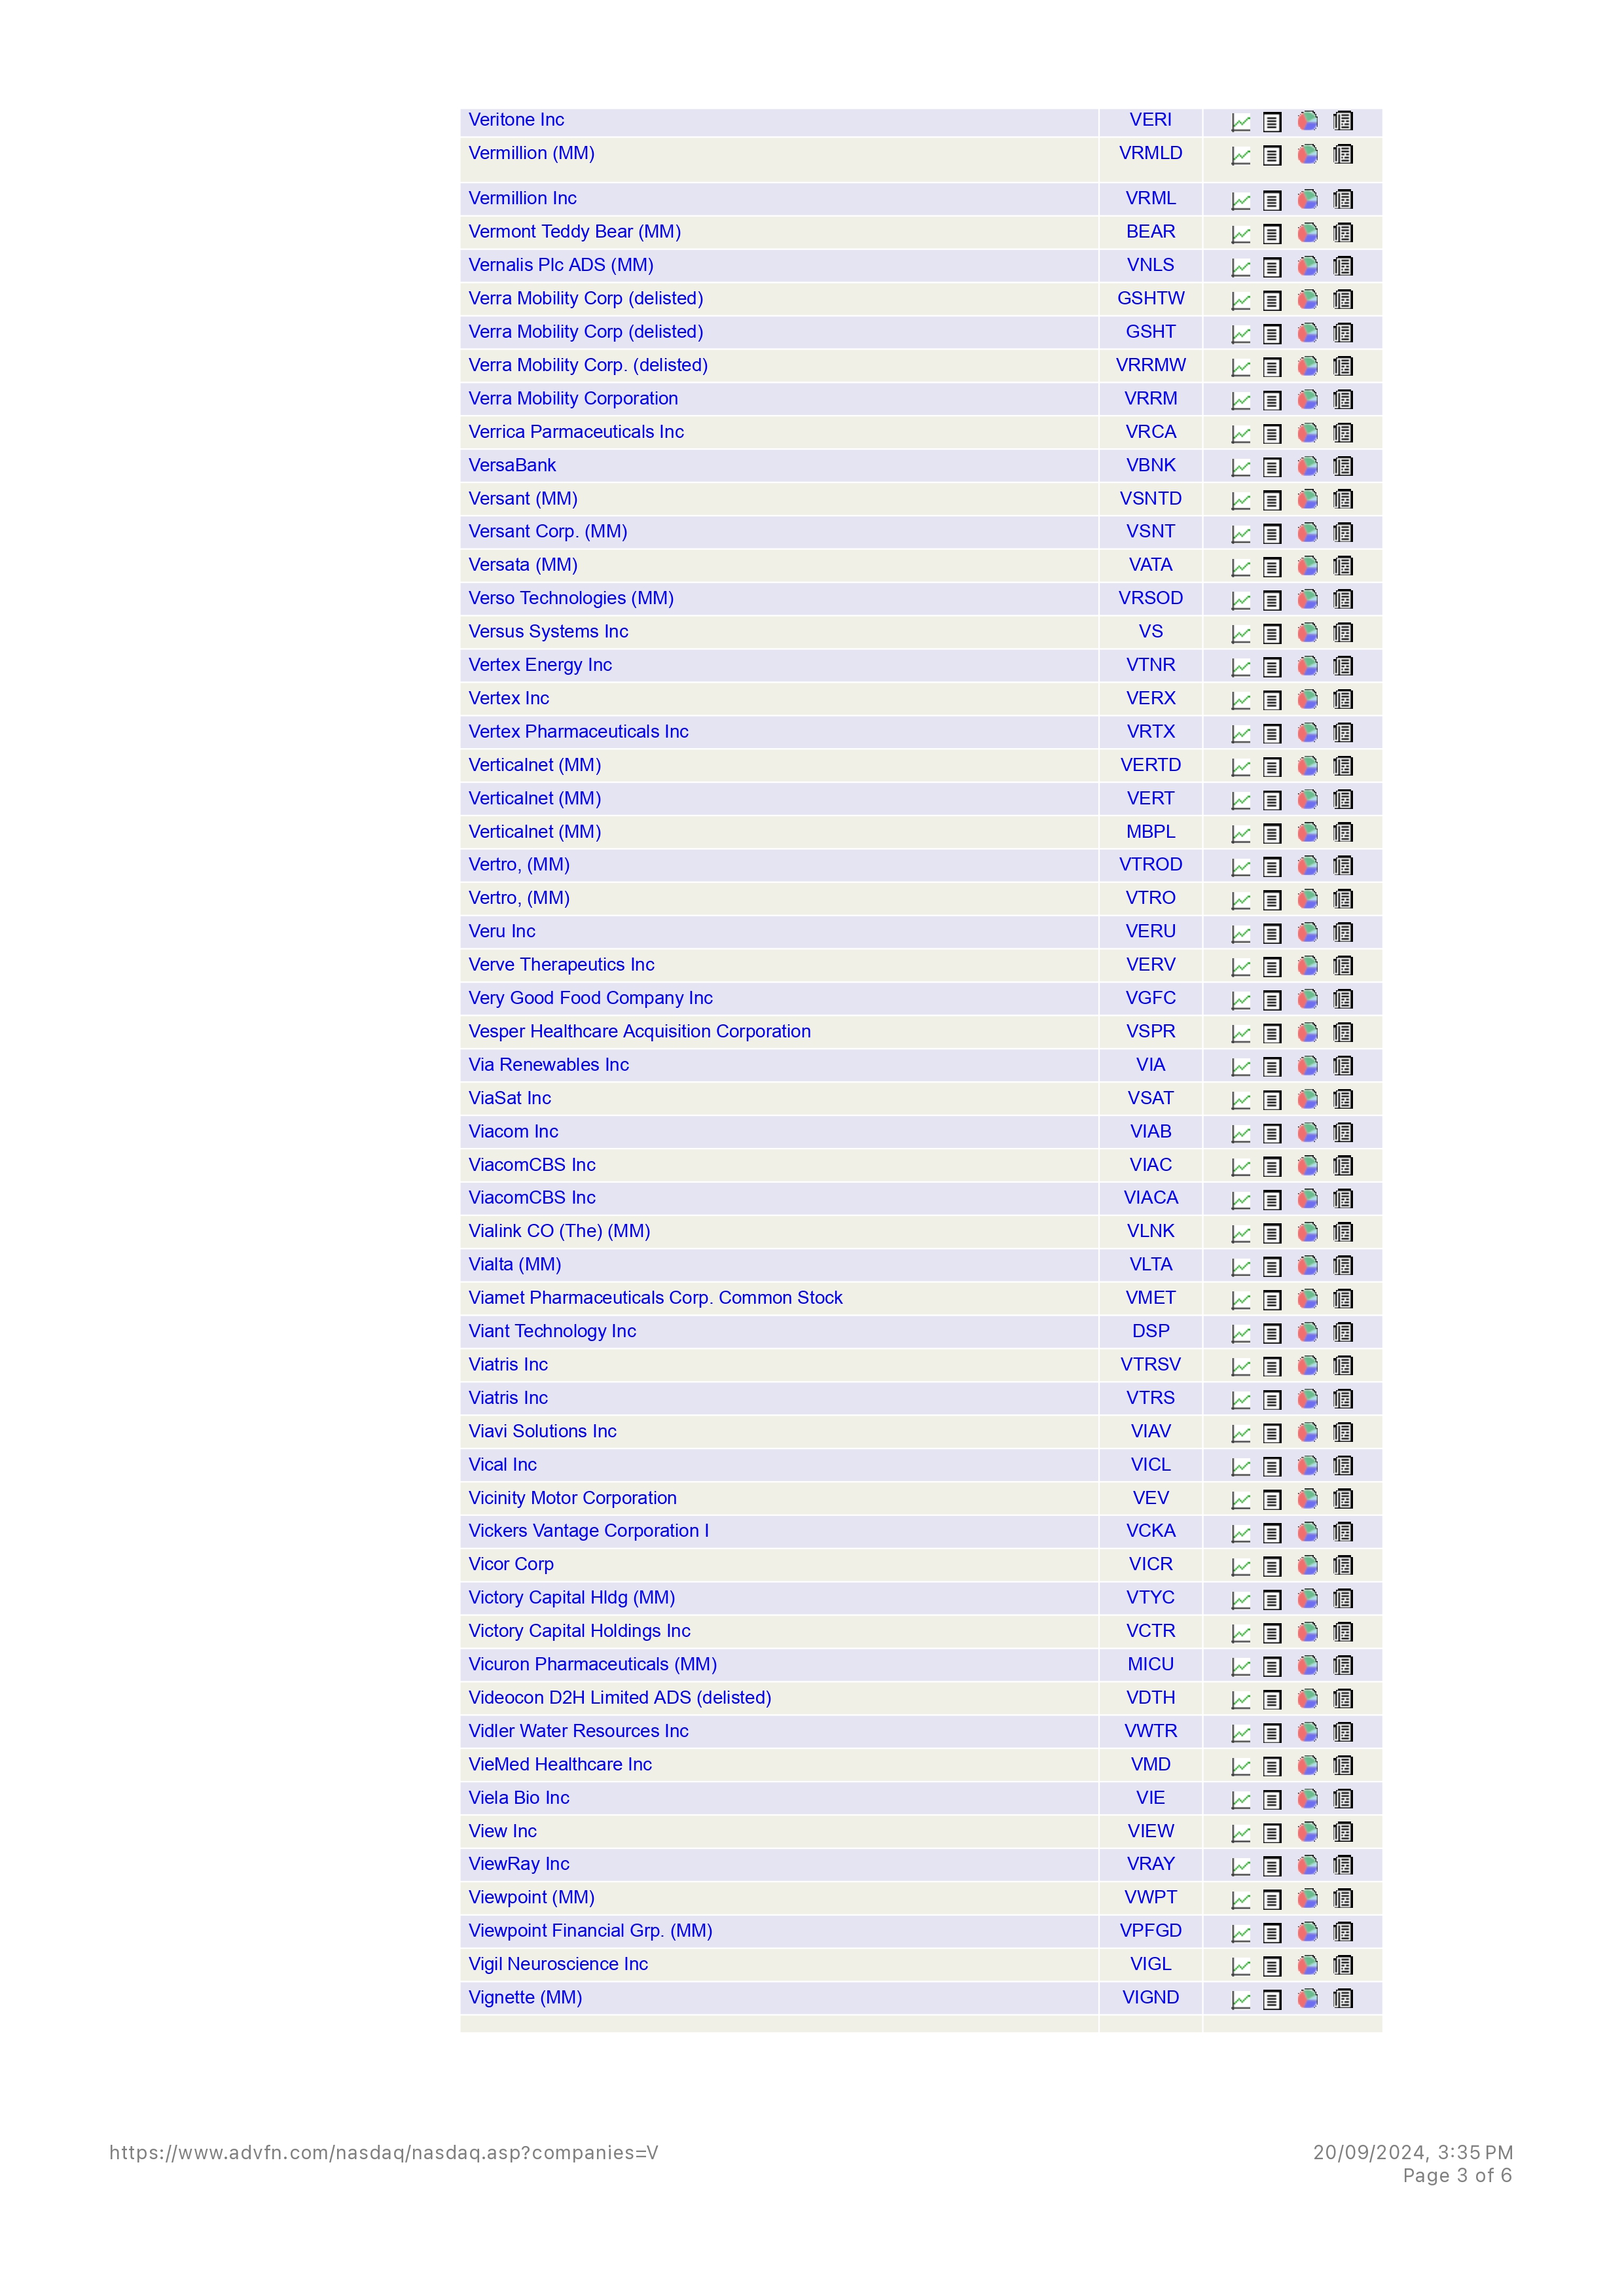 Veritone Inc VERI
Vermillion (MM) VRMLD
Vermillion Inc VRML
Vermont Teddy Bear (MM) BEAR
Vernalis Plc ADS (MM) VNLS
Verra Mobility Corp (delisted) GSHTW
Verra Mobility Corp (delisted) GSHT
Verra Mobility Corp. (delisted) VRRMW
Verra Mobility Corporation VRRM
Verrica Parmaceuticals Inc VRCA
VersaBank VBNK
Versant (MM) VSNTD
Versant Corp. (MM) VSNT
Versata (MM) VATA
Verso Technologies (MM) VRSOD
Versus Systems Inc VS
Vertex Energy Inc VTNR
Vertex Inc VERX
Vertex Pharmaceuticals Inc VRTX
Verticalnet (MM) VERTD
Verticalnet (MM) VERT
Verticalnet (MM) MBPL
Vertro, (MM) VTROD
Vertro, (MM) VTRO
Veru Inc VERU
Verve Therapeutics Inc VERV
Very Good Food Company Inc VGFC
Vesper Healthcare Acquisition Corporation VSPR
Via Renewables Inc VIA
ViaSat Inc VSAT
Viacom Inc VIAB
ViacomCBS Inc VIAC
ViacomCBS Inc VIACA
Vialink CO (The) (MM) VLNK
Vialta (MM) VLTA
Viamet Pharmaceuticals Corp. Common Stock VMET
Viant Technology Inc DSP
Viatris Inc VTRSV
Viatris Inc VTRS
Viavi Solutions Inc VIAV
Vical Inc VICL
Vicinity Motor Corporation VEV
Vickers Vantage Corporation I VCKA
Vicor Corp VICR
Victory Capital Hldg (MM) VTYC
Victory Capital Holdings Inc VCTR
Vicuron Pharmaceuticals (MM) MICU
Videocon D2H Limited ADS (delisted) VDTH
Vidler Water Resources Inc VWTR
VieMed Healthcare Inc VMD
Viela Bio Inc VIE
View Inc VIEW
ViewRay Inc VRAY
Viewpoint (MM) VWPT
Viewpoint Financial Grp. (MM) VPFGD
Vigil Neuroscience Inc VIGL
Vignette (MM) VIGND
https://www.advfn.com/nasdaq/nasdaq.asp?companies=V 20/09/2024, 3:35 PM
Page 3 of 6